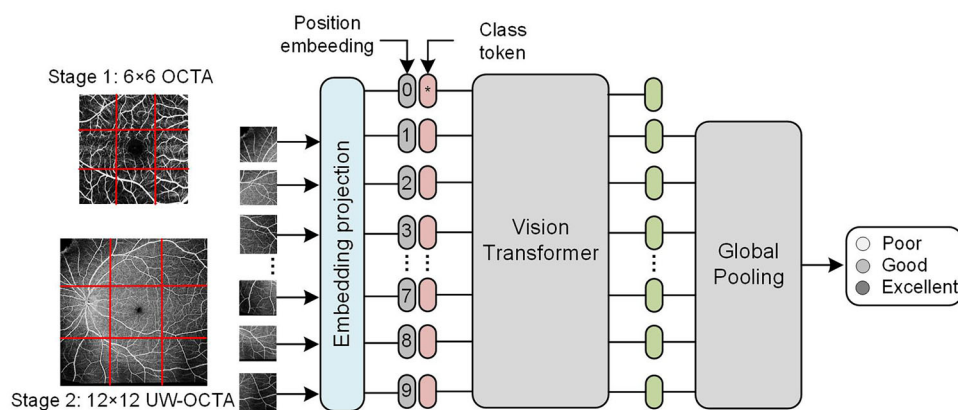 Position
embeeding
Class
token
Stage 1: 6×6 OCTA
Stage 2: 12×12 UW-OCTA
Embedding projection
0
*
1
2
3
7
8
9
Vision
Transformer
Global
Pooling
Poor
Good
Excellent